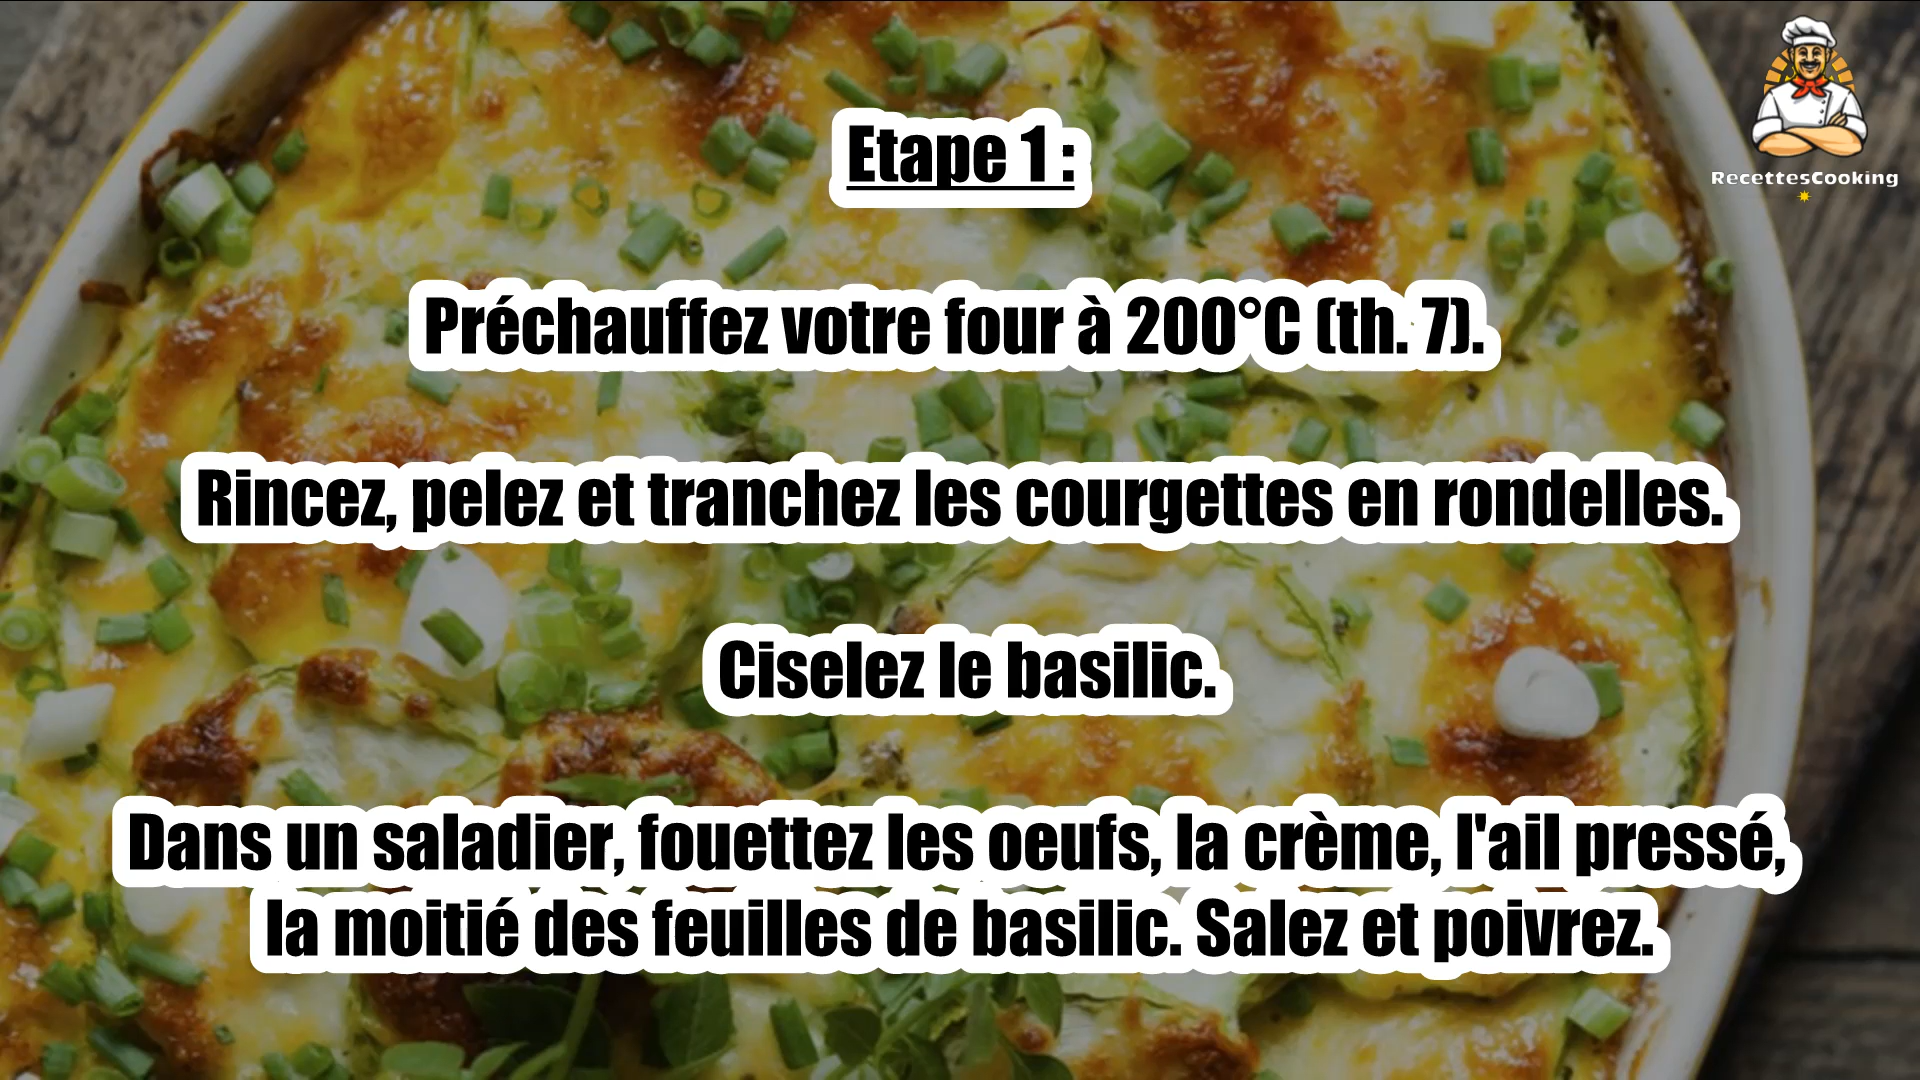 RecettesCooking
Etape 1 :
Préchauffez votre four à 200°C (th. 7).
Rincez, pelez et tranchez les courgettes en rondelles.
Ciselez le basilic.
Dans un saladier, fouettez les oeufs, la crème, l'ail pressé,
la moitié des feuilles de basilic. Salez et poivrez.